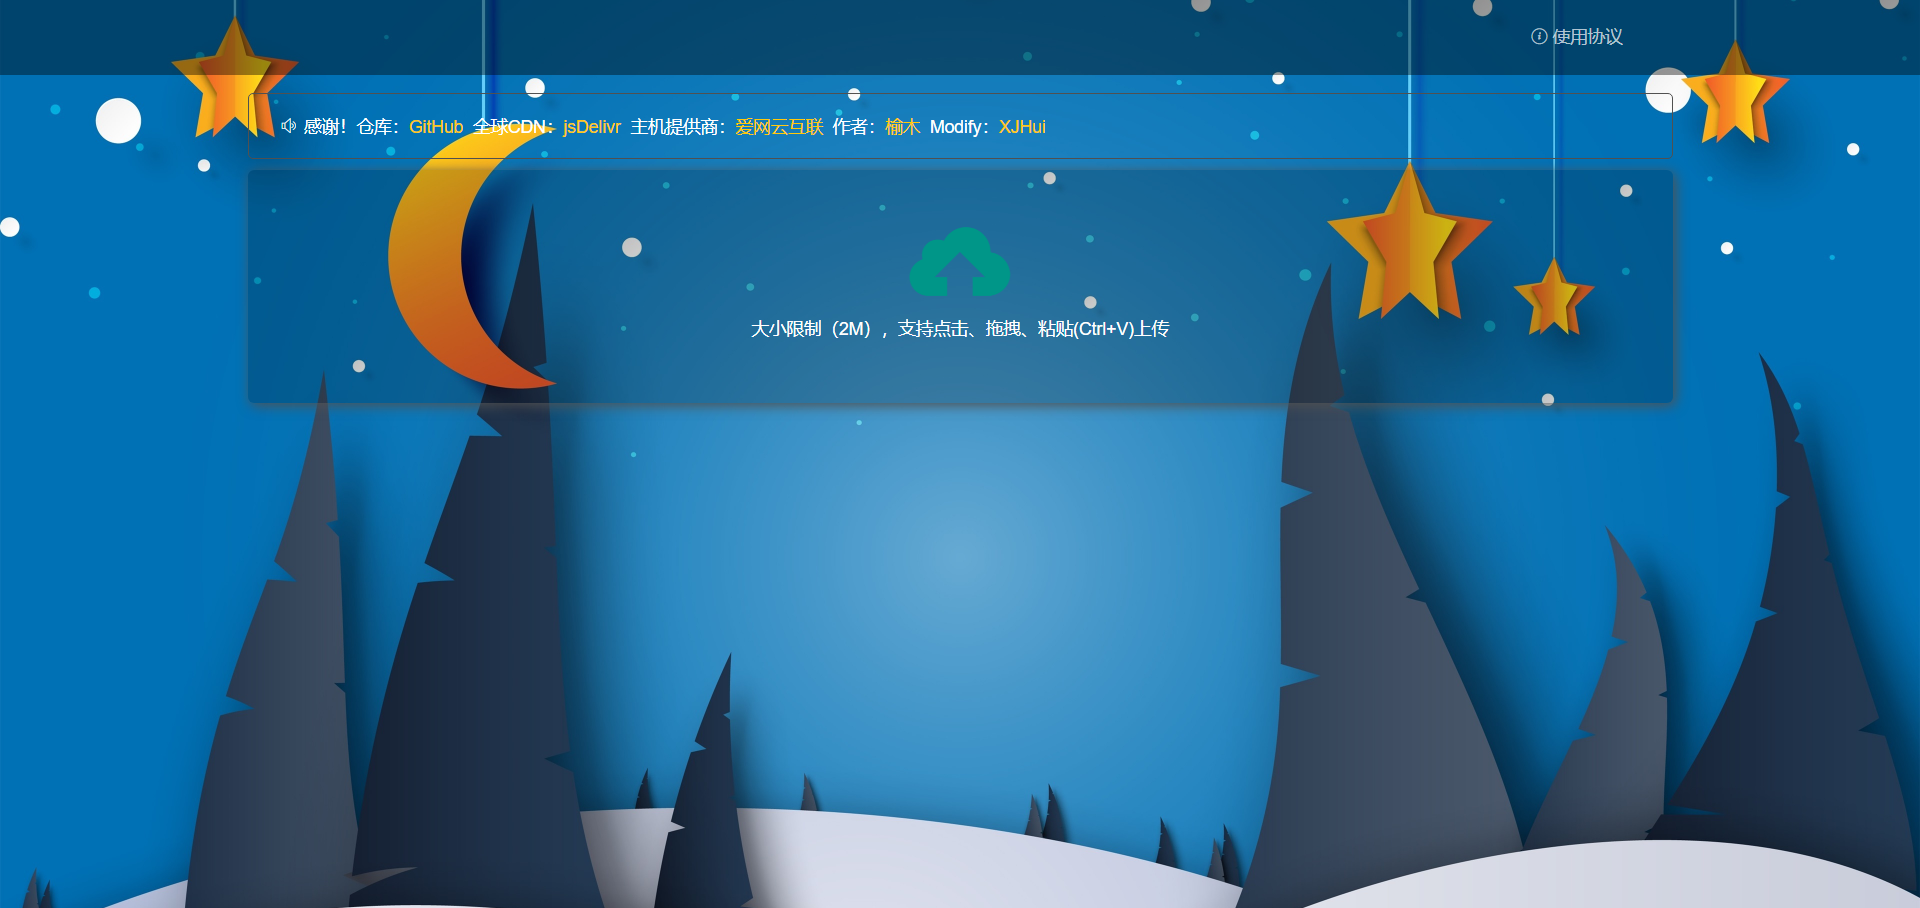 使用协议
感谢！仓库：GitHub 全球CDN：jsDelivr 主机提供商：爱网云互联 作者：榆木 Modify：XJHui
大小限制（2M），支持点击、拖拽、粘贴(Ctrl+V)上传